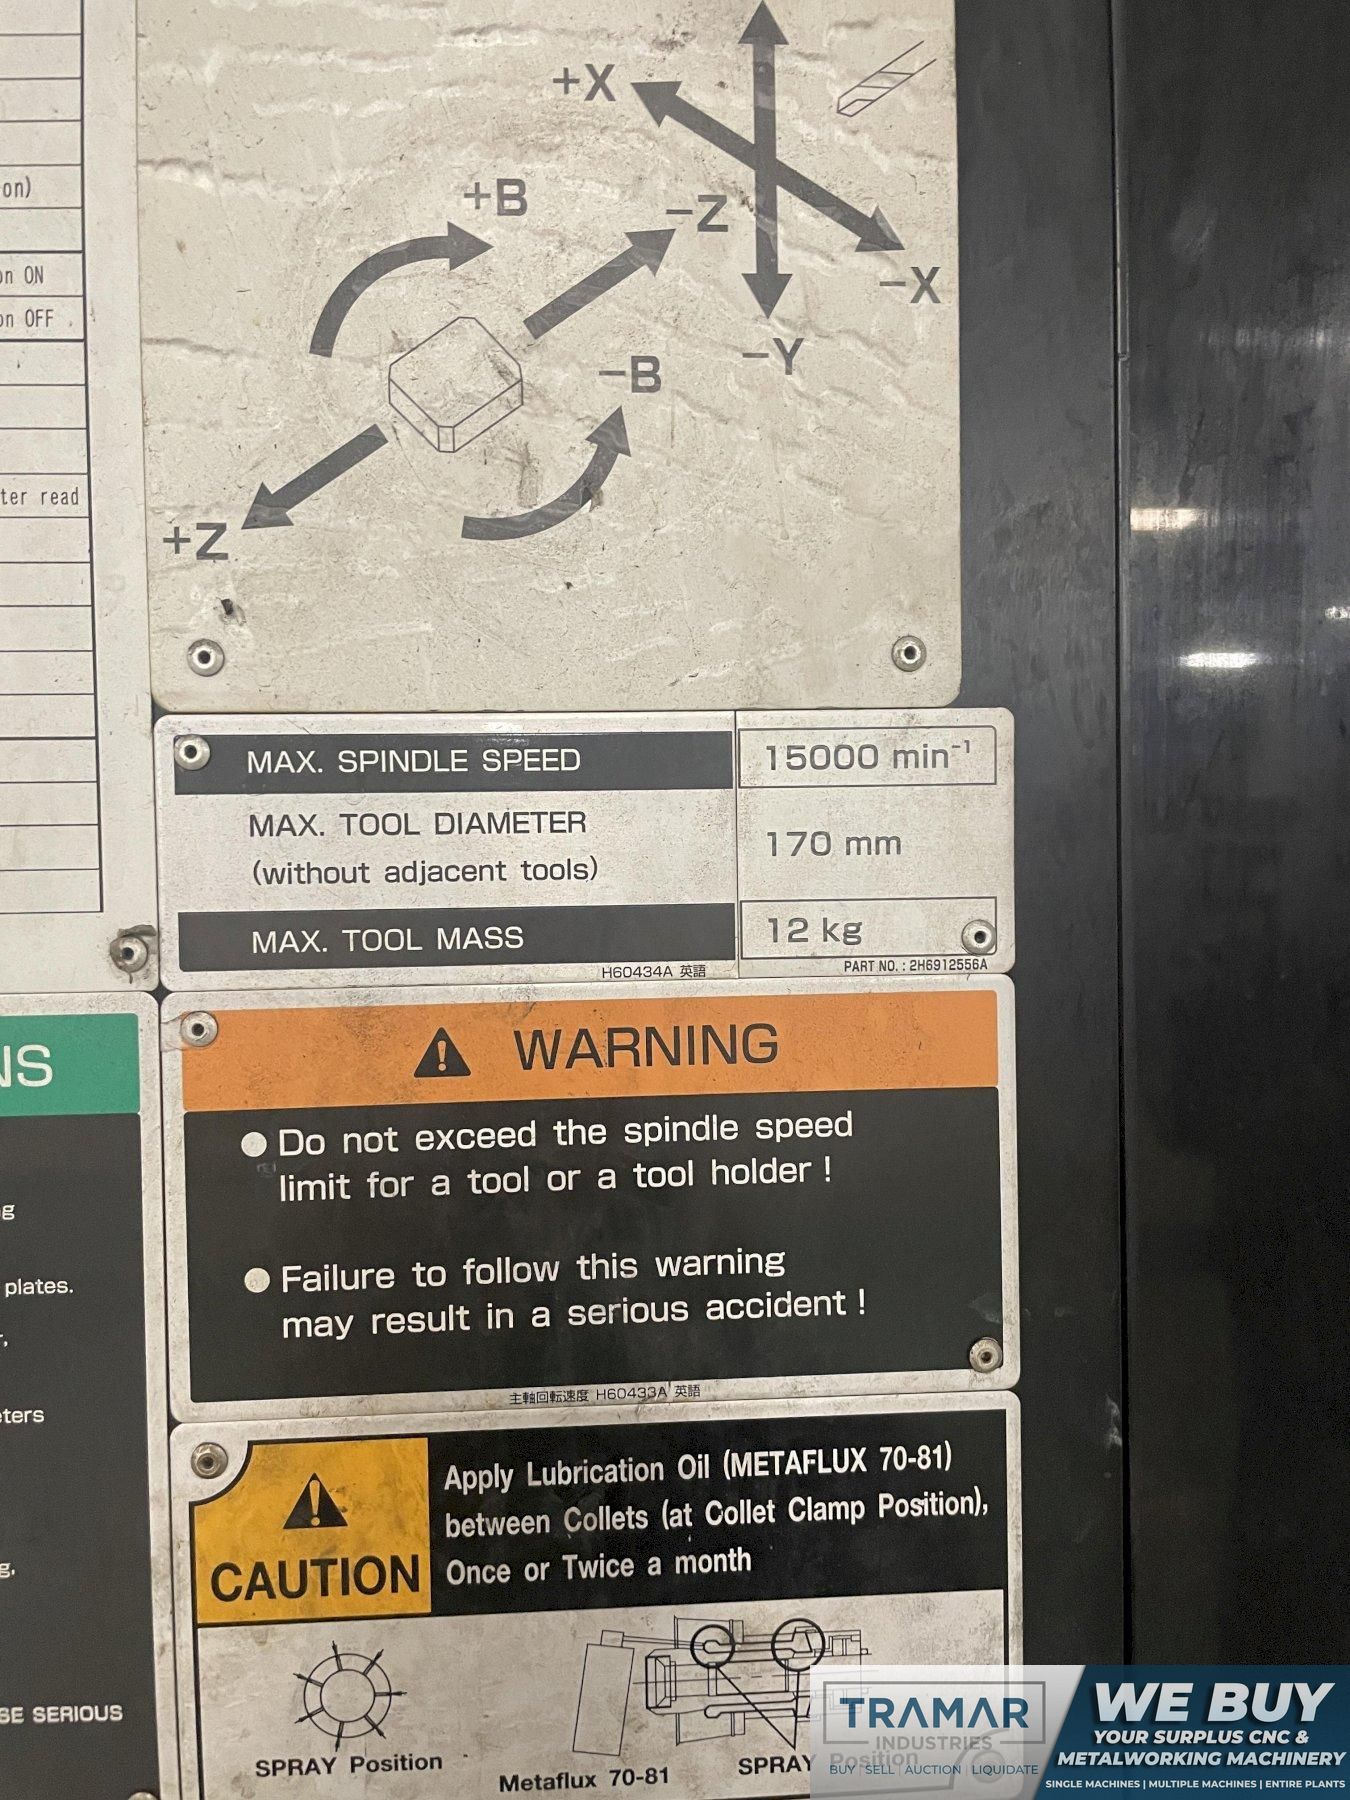 on)
on ON
on OFF
ter read
+X
+B
-Z
-X
-Y
-B
+Z
MAX. SPINDLE SPEED
15000 min⁻¹
MAX. TOOL DIAMETER
(without adjacent tools)
170 mm
MAX. TOOL MASS
12 kg
H60434A 英語
PART NO. : 2H6912556A
NS
g
plates.
r,
ters
g.
SE SERIOUS
WARNING
● Do not exceed the spindle speed
limit for a tool or a tool holder !
● Failure to follow this warning
may result in a serious accident !
主軸回転速度 H60433A 英語
CAUTION
Apply Lubrication Oil (METAFLUX 70-81)
between Collets (at Collet Clamp Position),
Once or Twice a month
SPRAY Position
Metaflux 70-81
SPRAY Position
TRAMAR
INDUSTRIES
BUY | SELL | AUCTION | LIQUIDATE
WE BUY
YOUR SURPLUS CNC &
METALWORKING MACHINERY
SINGLE MACHINES | MULTIPLE MACHINES | ENTIRE PLANTS